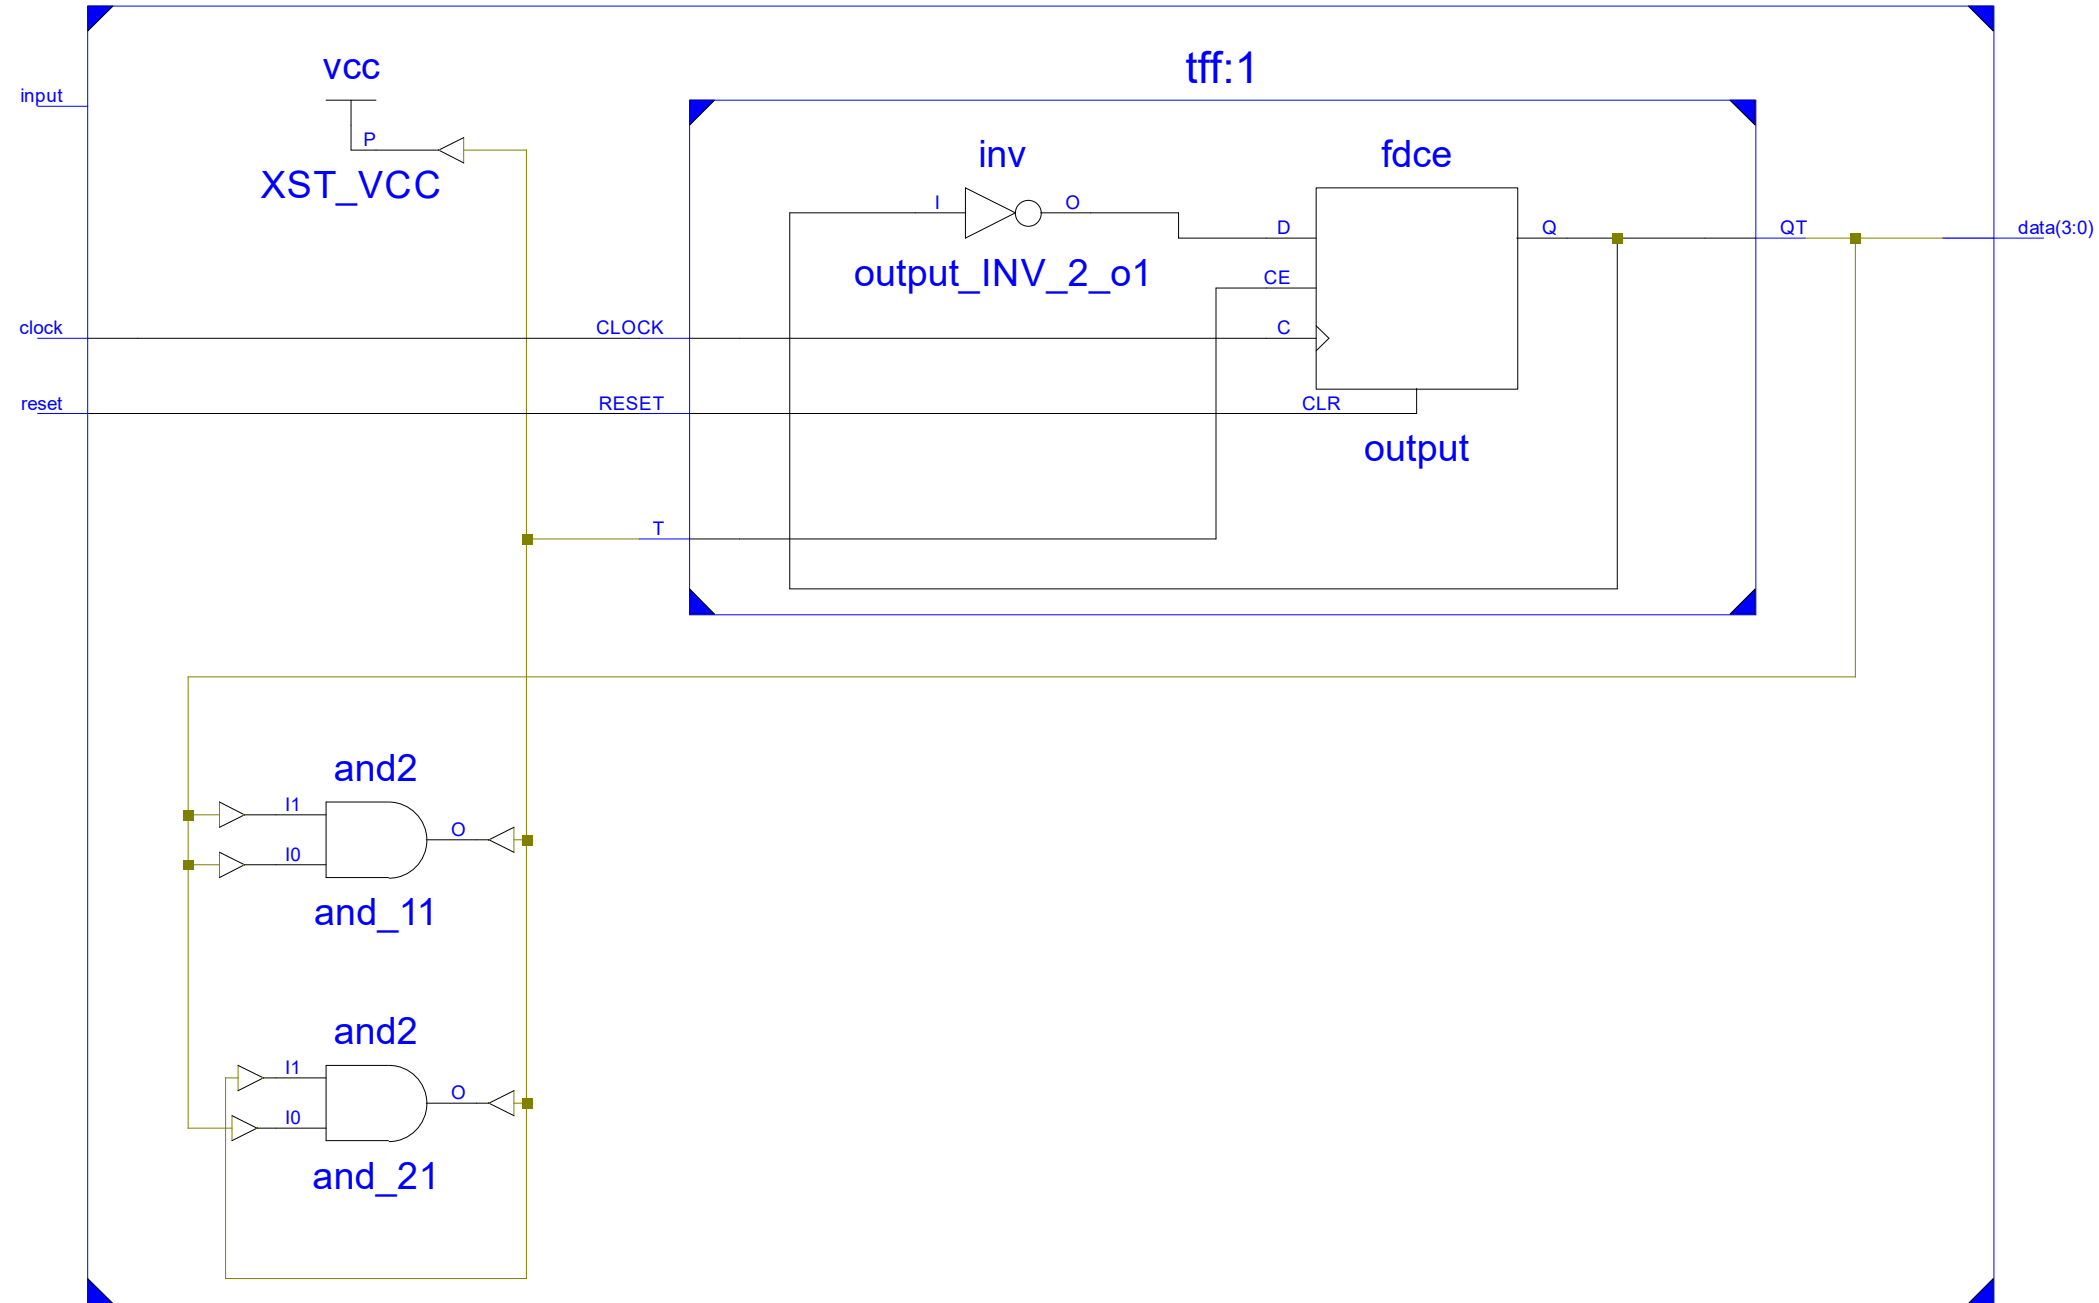 tff:1
vcc
input
P
inv
fdce
XST_VCC
I
O
D
Q
QT
data(3:0)
output_INV_2_o1
CE
clock
CLOCK
C
reset
RESET
CLR
output
T
and2
I1
O
I0
and_11
and2
I1
O
I0
and_21